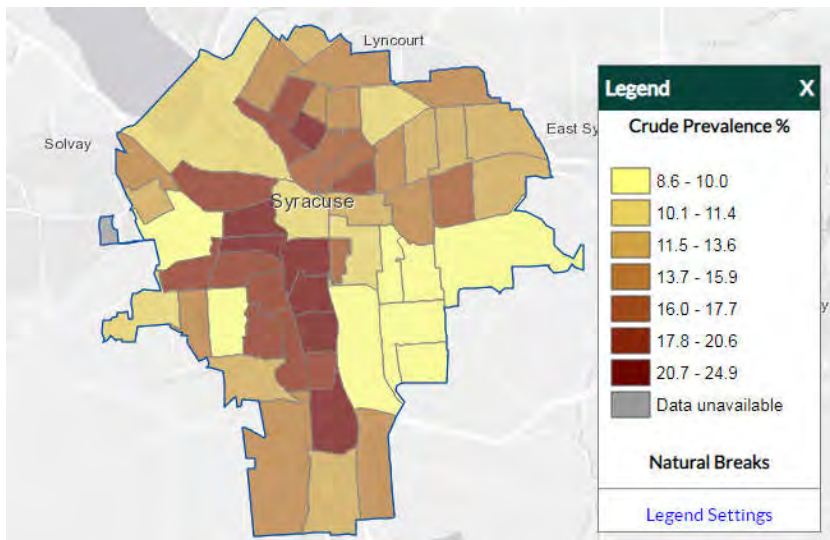 Lyncourt
Solvay
East Sy
Syracuse
y
Legend X
Crude Prevalence %
8.6 - 10.0
10.1 - 11.4
11.5 - 13.6
13.7 - 15.9
16.0 - 17.7
17.8 - 20.6
20.7 - 24.9
Data unavailable
Natural Breaks
Legend Settings